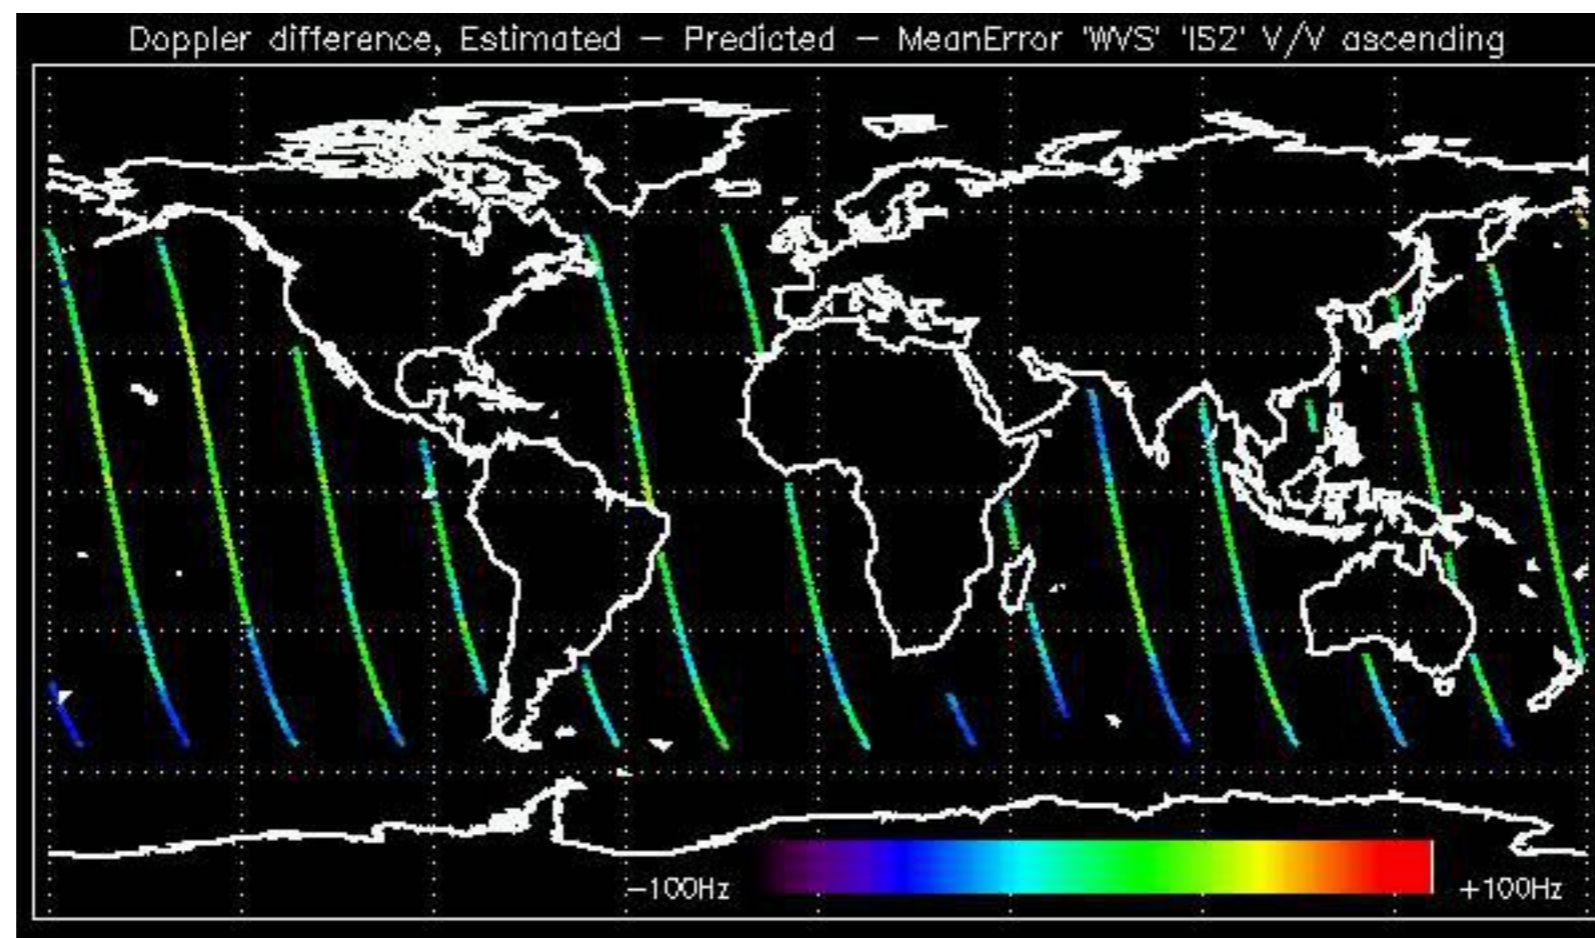 Doppler difference, Estimated − Predicted − MeanError 'WVS' 'IS2' V/V ascending
−100Hz +100Hz